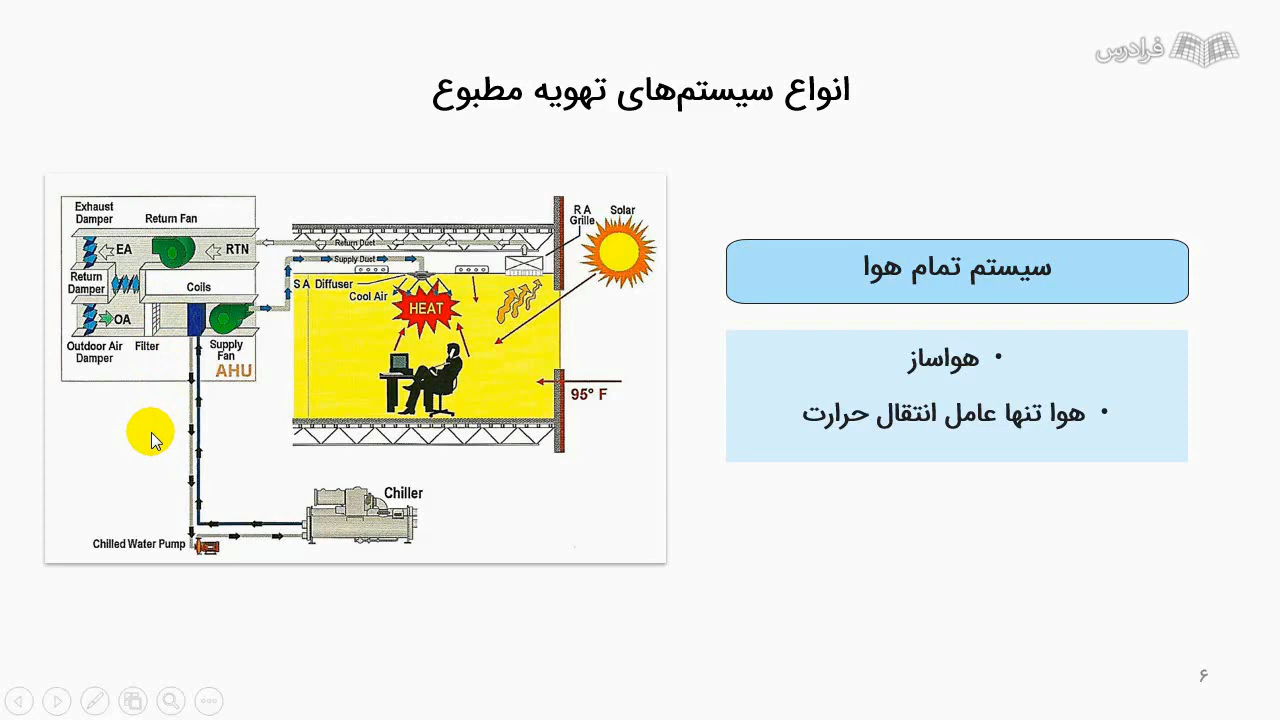 فرادرس
انواع سیستم‌های تهویه مطبوع
سیستم تمام هوا
• هواساز
• هوا تنها عامل انتقال حرارت
Exhaust
Damper
Return Fan
EA
RTN
Return
Damper
Coils
OA
Outdoor Air
Damper
Filter
Supply
Fan
AHU
Return Duct
Supply Duct
S A Diffuser
Cool Air
HEAT
R A
Grille
Solar
95° F
Chiller
Chilled Water Pump
۶